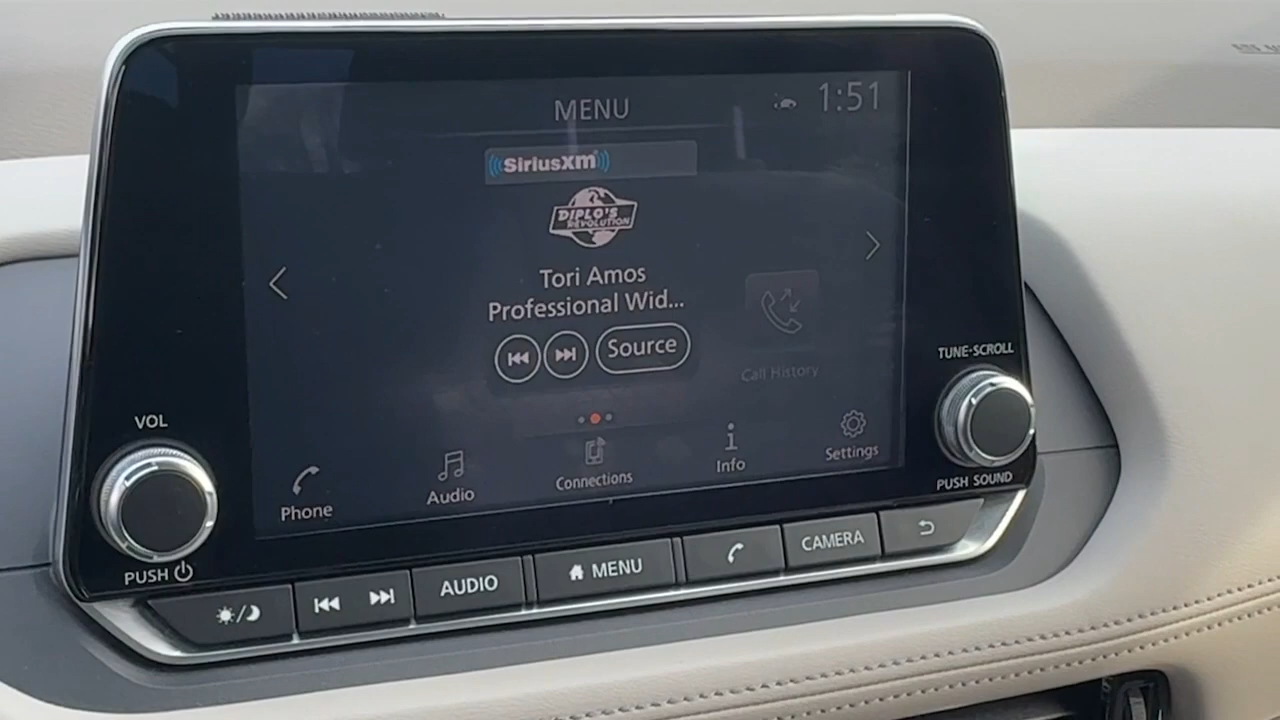 MENU
1:51
SiriusXM
DIPLO'S
REVOLUTION
Tori Amos
Professional Wid...
Source
Call History
Phone
Audio
Connections
Info
Settings
VOL
PUSH
TUNE·SCROLL
PUSH SOUND
AUDIO
MENU
CAMERA